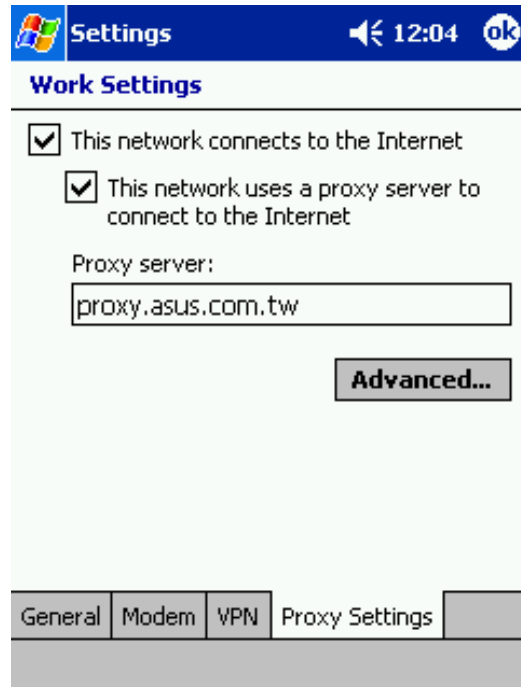 Settings 12:04 ok
Work Settings
This network connects to the Internet
This network uses a proxy server to
connect to the Internet
Proxy server:
proxy.asus.com.tw
Advanced...
General Modem VPN Proxy Settings